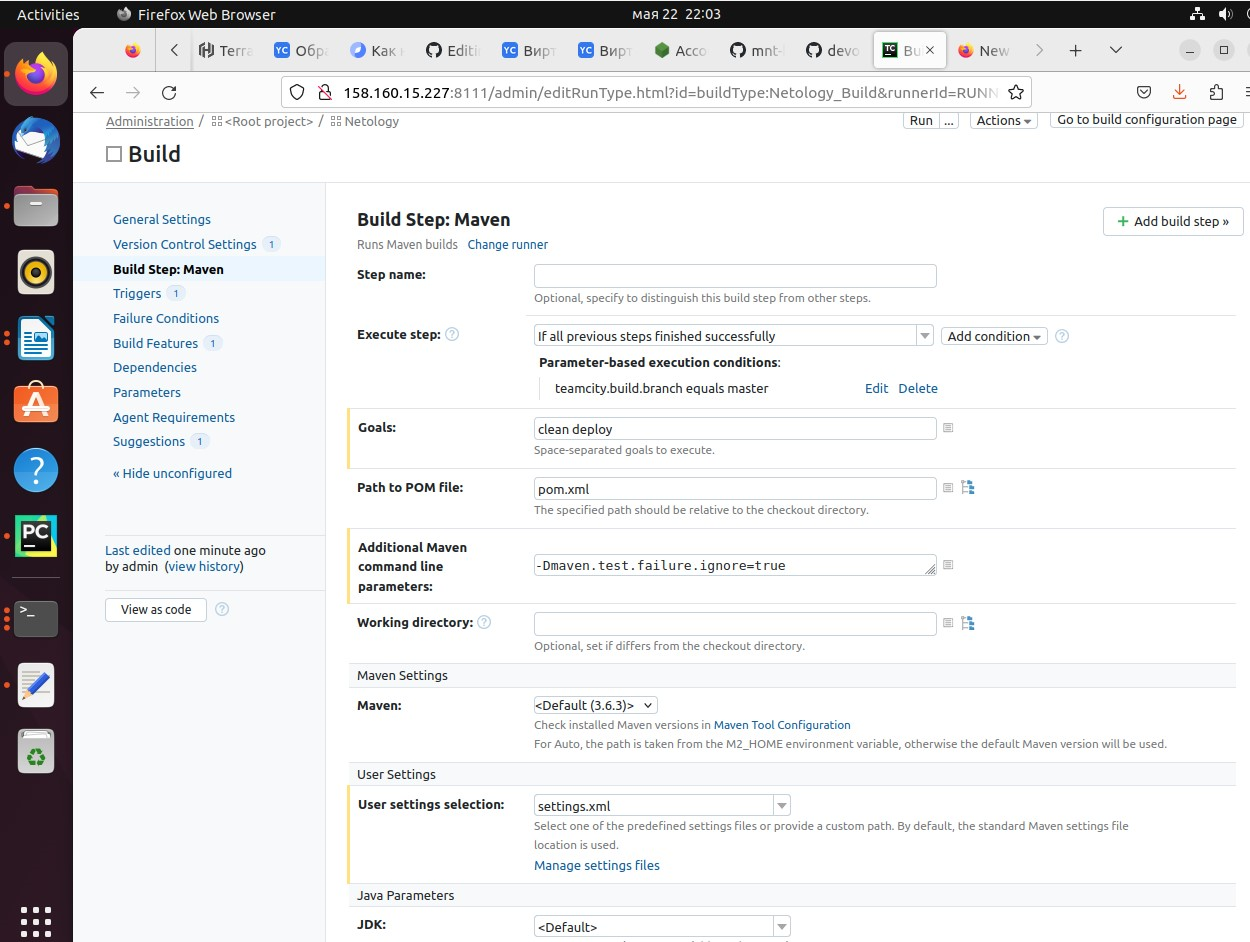 Activities Firefox Web Browser мая 22 22:03
Terra YC Обра Как Editi YC Вирт YC Вирт Acco mnt- devo TC Bu New
158.160.15.227:8111/admin/editRunType.html?id=buildType:Netology_Build&runnerId=RUNN
Administration / <Root project> / Netology Run ... Actions Go to build configuration page
Build
General Settings
Version Control Settings 1
Build Step: Maven
Triggers 1
Failure Conditions
Build Features 1
Dependencies
Parameters
Agent Requirements
Suggestions 1
« Hide unconfigured
Last edited one minute ago
by admin (view history)
View as code ?
Build Step: Maven
+ Add build step »
Runs Maven builds Change runner
Step name:
Optional, specify to distinguish this build step from other steps.
Execute step: ? If all previous steps finished successfully Add condition ?
Parameter-based execution conditions:
teamcity.build.branch equals master Edit Delete
Goals: clean deploy
Space-separated goals to execute.
Path to POM file: pom.xml
The specified path should be relative to the checkout directory.
Additional Maven
command line
parameters:
-Dmaven.test.failure.ignore=true
Working directory: ?
Optional, set if differs from the checkout directory.
Maven Settings
Maven: <Default (3.6.3)>
Check installed Maven versions in Maven Tool Configuration
For Auto, the path is taken from the M2_HOME environment variable, otherwise the default Maven version will be used.
User Settings
User settings selection: settings.xml
Select one of the predefined settings files or provide a custom path. By default, the standard Maven settings file
location is used.
Manage settings files
Java Parameters
JDK: <Default>
PC
>_
?